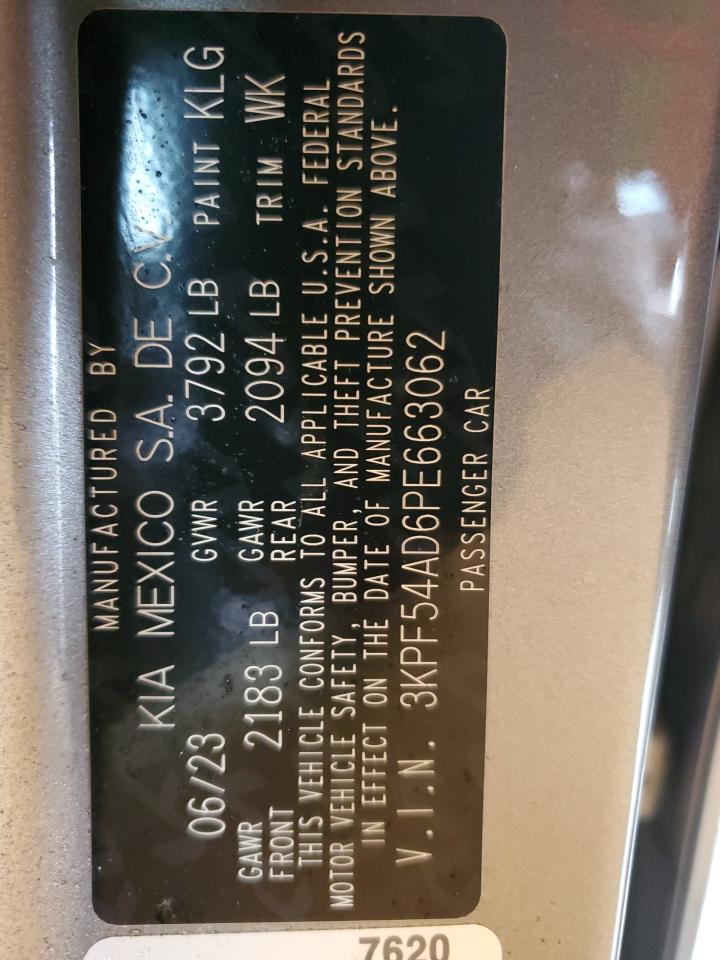 MANUFACTURED BY
KIA MEXICO S.A. DE C.V.
06/23 GVWR 3792 LB PAINT KLG
GAWR FRONT 2183 LB GAWR REAR 2094 LB TRIM WK
THIS VEHICLE CONFORMS TO ALL APPLICABLE U.S.A. FEDERAL
MOTOR VEHICLE SAFETY, BUMPER, AND THEFT PREVENTION STANDARDS
IN EFFECT ON THE DATE OF MANUFACTURE SHOWN ABOVE.
V.I.N. 3KPF54AD6PE663062
PASSENGER CAR
7620